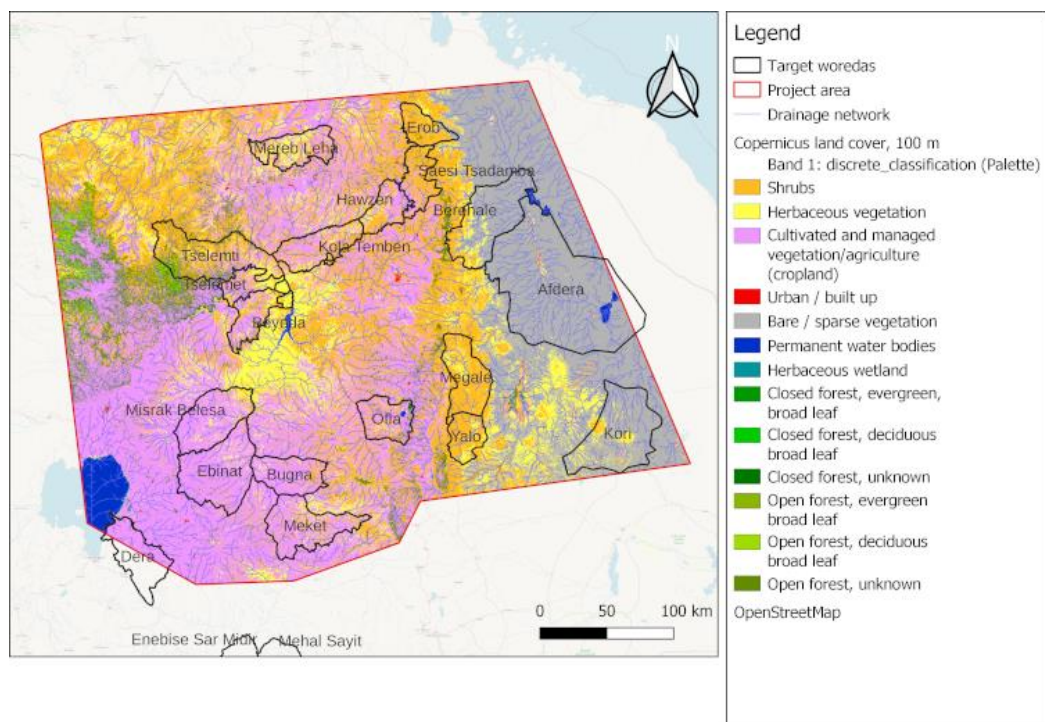 N
Erob
Mereb Leha
Saesi Tsadamba
Hawzen
Berahale
Kola Temben
Tselemti
Tselemet
Afdera
Beyeda
Megale
Misrak Belesa
Ofla
Yalo
Kori
Ebinat
Bugna
Meket
Dera
Enebise Sar Midir
Mehal Sayit
0 50 100 km
Legend
Target woredas
Project area
Drainage network
Copernicus land cover, 100 m
Band 1: discrete_classification (Palette)
Shrubs
Herbaceous vegetation
Cultivated and managed
vegetation/agriculture
(cropland)
Urban / built up
Bare / sparse vegetation
Permanent water bodies
Herbaceous wetland
Closed forest, evergreen,
broad leaf
Closed forest, deciduous
broad leaf
Closed forest, unknown
Open forest, evergreen
broad leaf
Open forest, deciduous
broad leaf
Open forest, unknown
OpenStreetMap